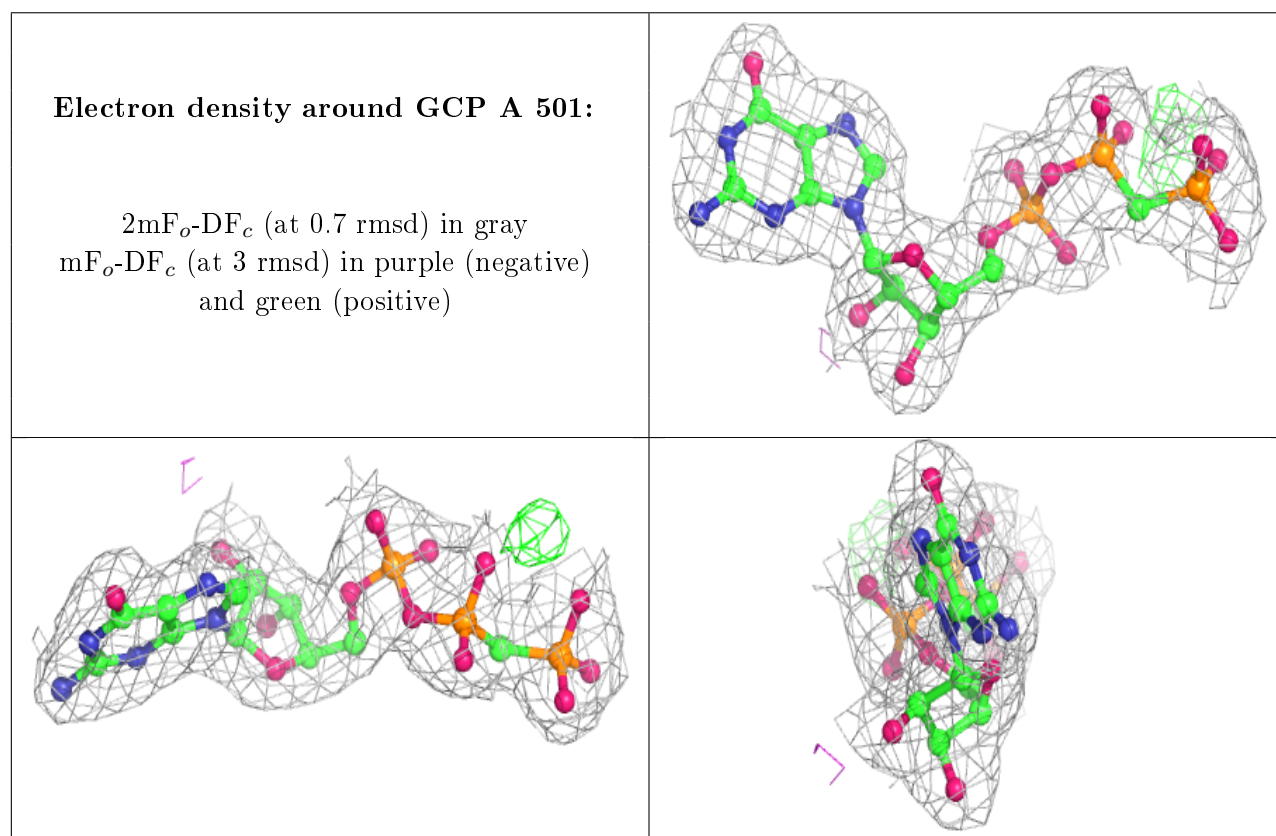 Electron density around GCP A 501:
2mFo-DFc (at 0.7 rmsd) in gray
mFo-DFc (at 3 rmsd) in purple (negative)
and green (positive)